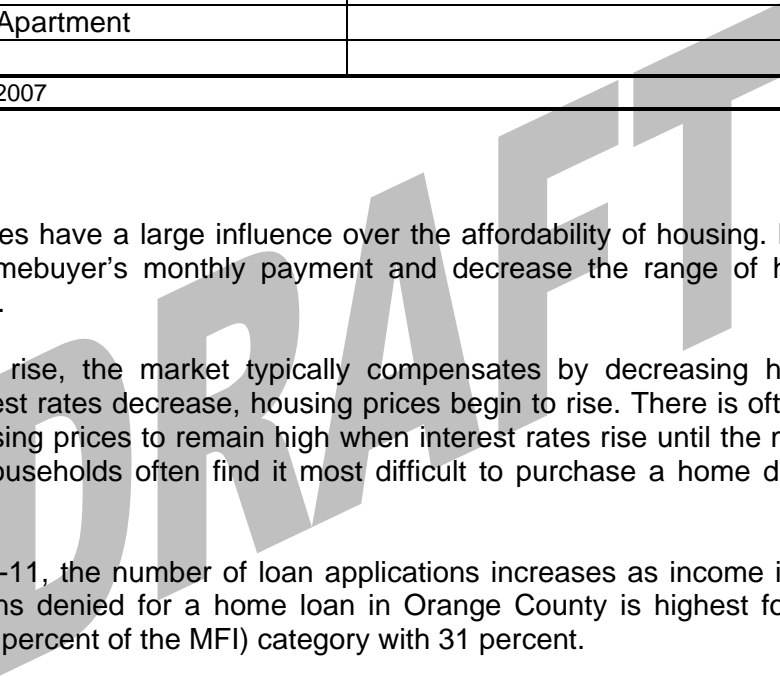 Apartment
2007
es have a large influence over the affordability of housing.
mebuyer's monthly payment and decrease the range of h
.
rise, the market typically compensates by decreasing h
est rates decrease, housing prices begin to rise. There is oft
sing prices to remain high when interest rates rise until the
ouseholds often find it most difficult to purchase a home d
-11, the number of loan applications increases as income i
ns denied for a home loan in Orange County is highest fo
percent of the MFI) category with 31 percent.
DRAFT